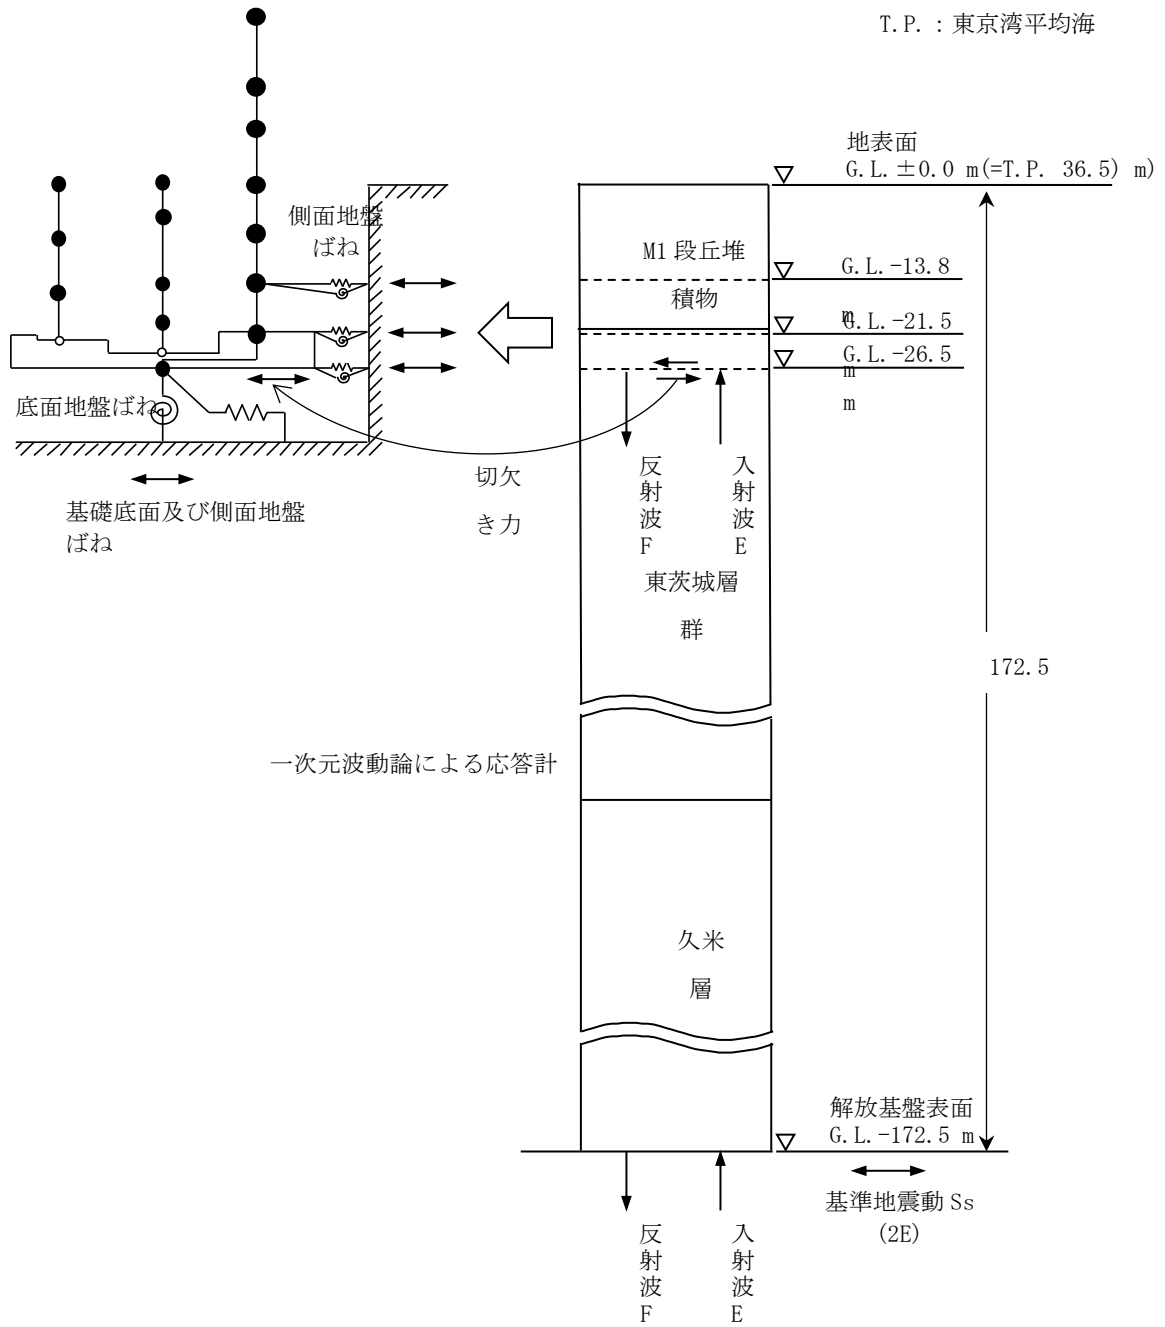 T.P. : 東京湾平均海
地表面
G.L.±0.0 m(=T.P. 36.5) m)
側面地盤
ばね
M1 段丘堆
積物
G.L.-13.8
m
G.L.-21.5
G.L.-26.5
m
m
底面地盤ばね
切欠
き力
反射波F
入射波E
基礎底面及び側面地盤
ばね
東茨城層
群
172.5
一次元波動論による応答計
久米
層
解放基盤表面
G.L.-172.5 m
基準地震動 Ss
(2E)
反射波F
入射波E